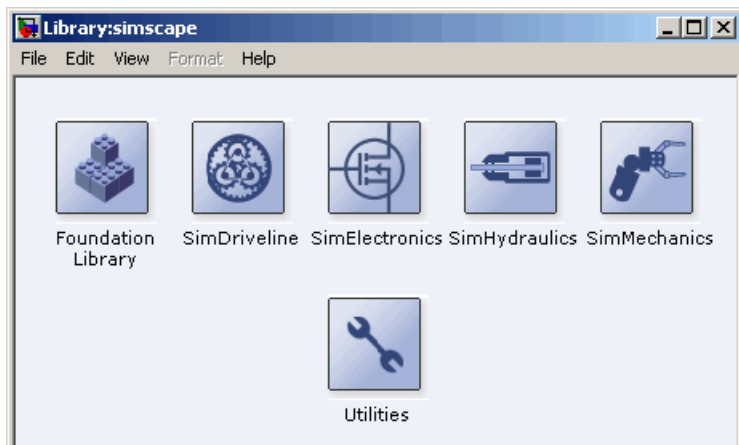 Library:simscape
File Edit View Format Help
Foundation Library
SimDriveline
SimElectronics
SimHydraulics
SimMechanics
Utilities